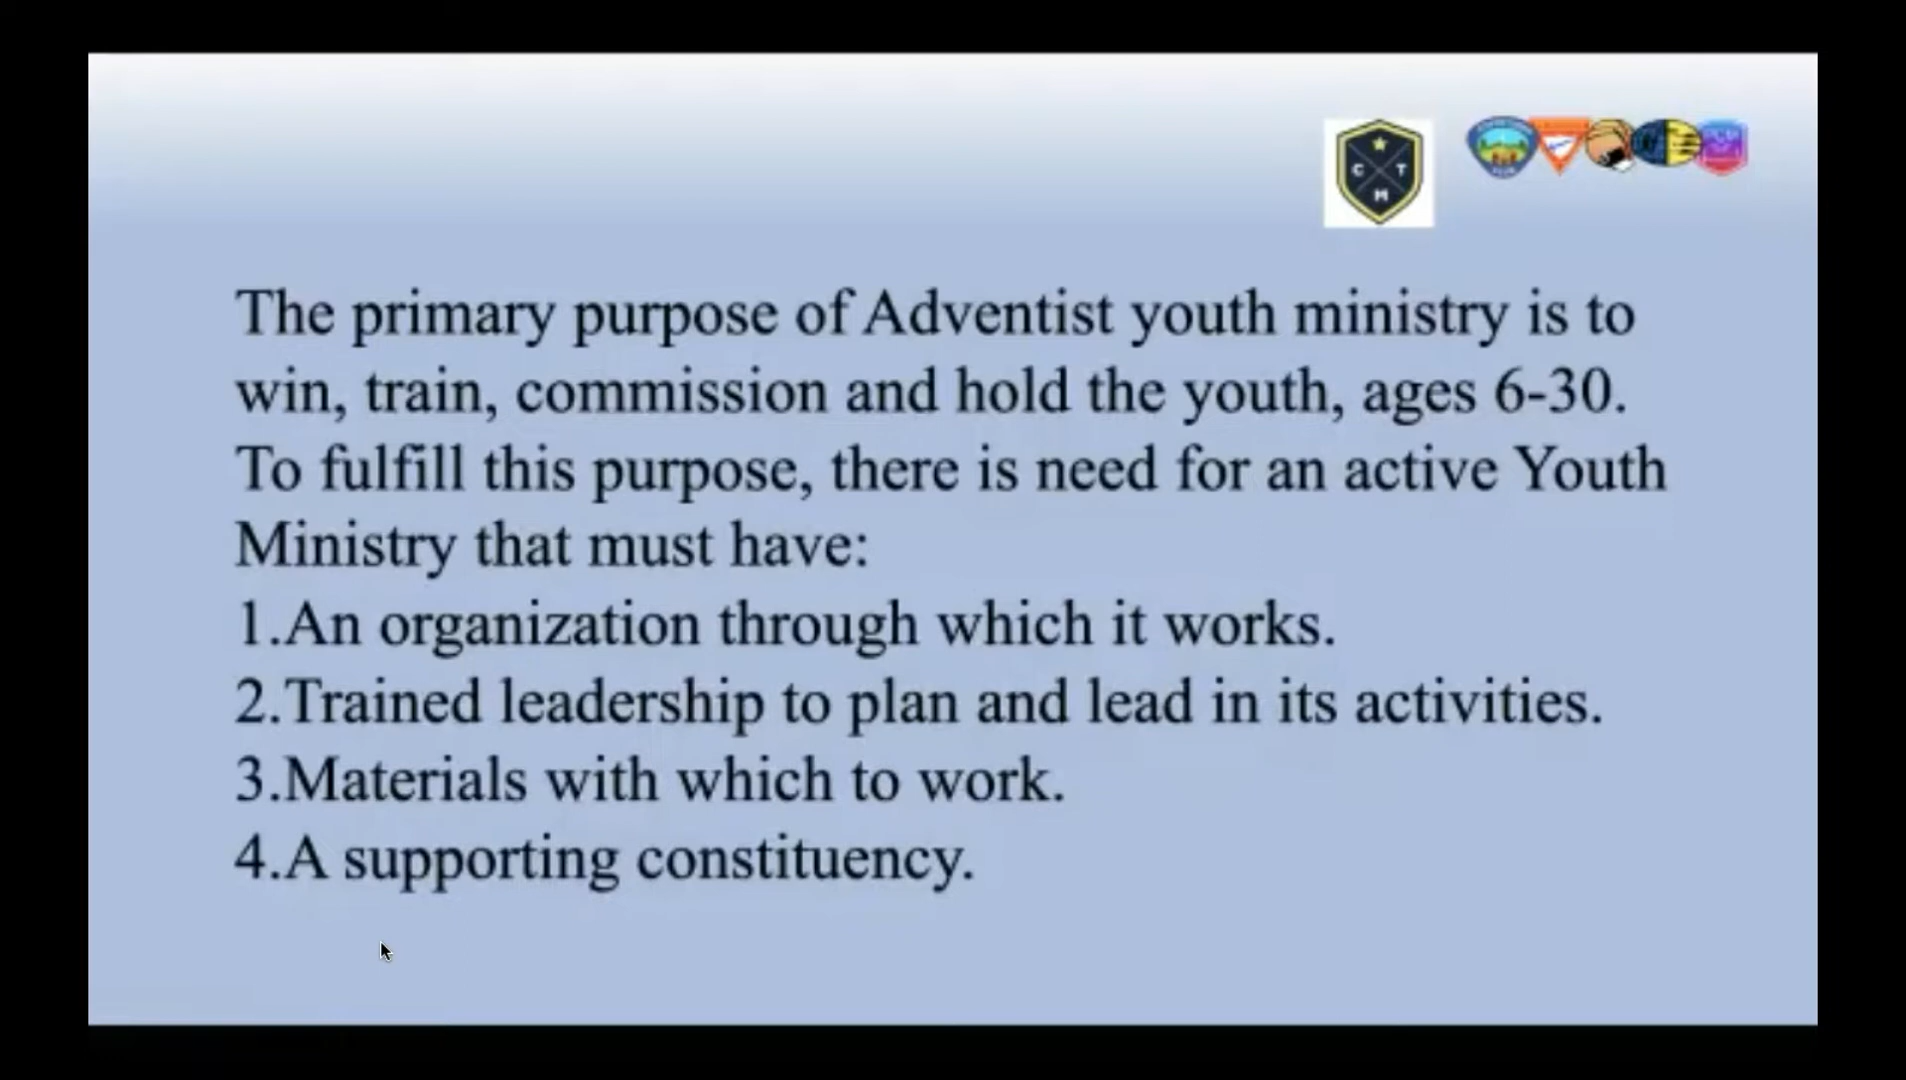 C T
M
The primary purpose of Adventist youth ministry is to
win, train, commission and hold the youth, ages 6-30.
To fulfill this purpose, there is need for an active Youth
Ministry that must have:
1.An organization through which it works.
2.Trained leadership to plan and lead in its activities.
3.Materials with which to work.
4.A supporting constituency.